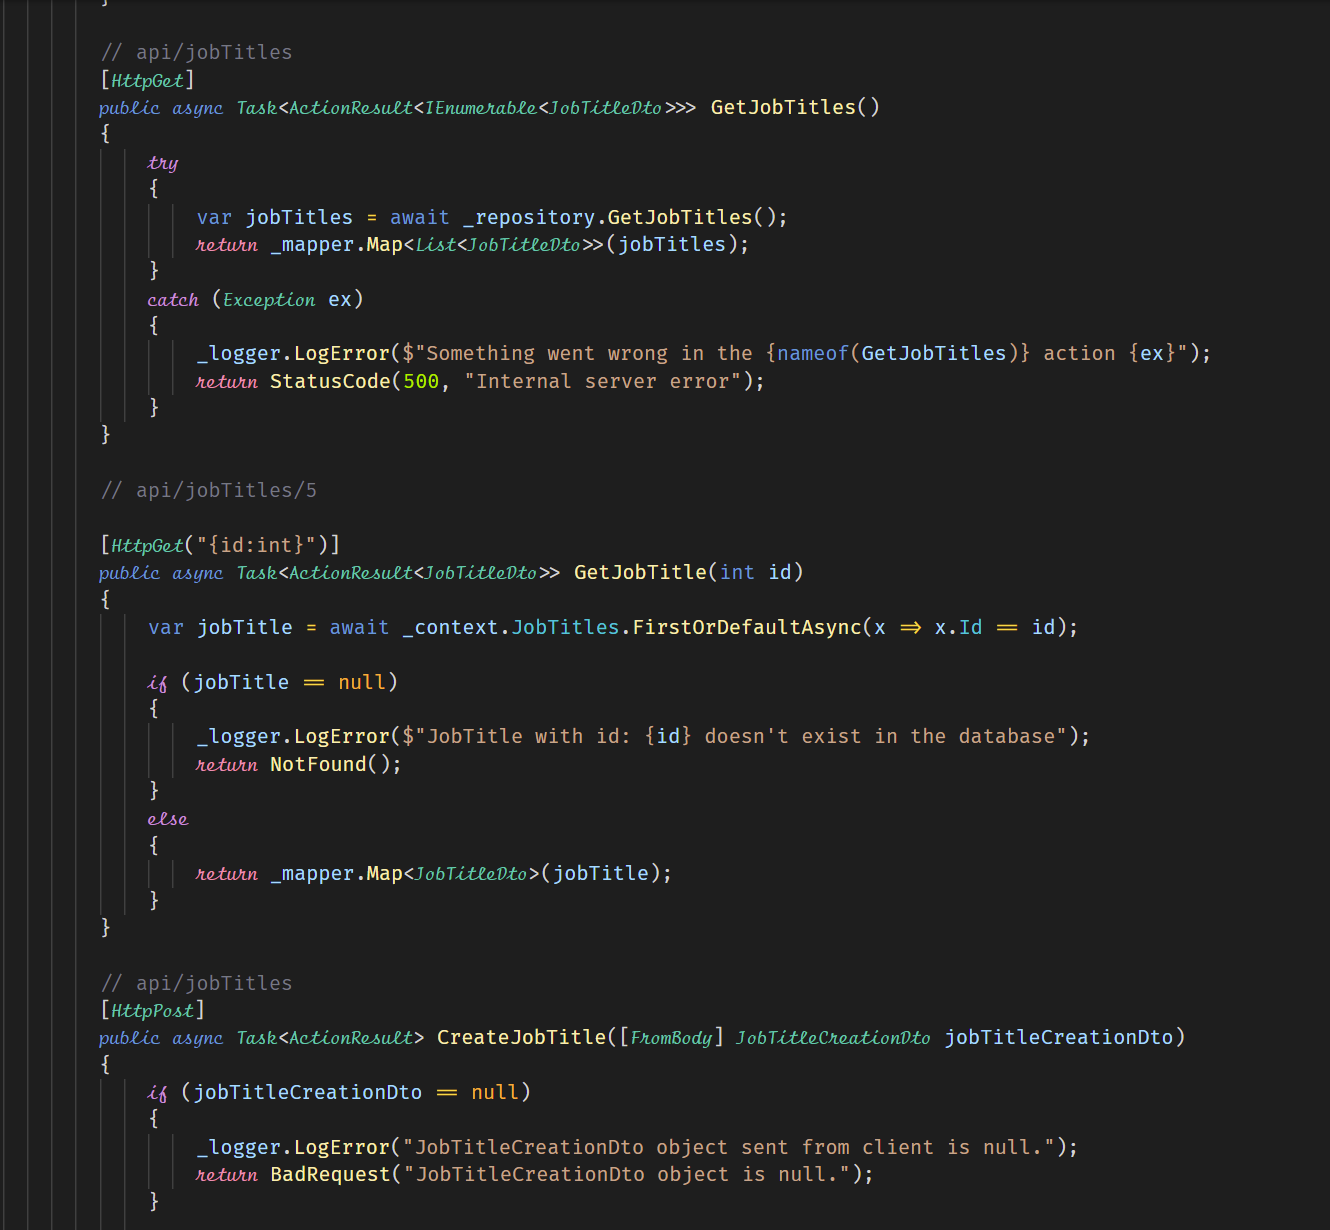 }
// api/jobTitles
[HttpGet]
public async Task<ActionResult<IEnumerable<JobTitleDto>>> GetJobTitles()
{
try
{
var jobTitles = await _repository.GetJobTitles();
return _mapper.Map<List<JobTitleDto>>(jobTitles);
}
catch (Exception ex)
{
_logger.LogError($"Something went wrong in the {nameof(GetJobTitles)} action {ex}");
return StatusCode(500, "Internal server error");
}
}
// api/jobTitles/5
[HttpGet("{id:int}")]
public async Task<ActionResult<JobTitleDto>> GetJobTitle(int id)
{
var jobTitle = await _context.JobTitles.FirstOrDefaultAsync(x => x.Id == id);
if (jobTitle == null)
{
_logger.LogError($"JobTitle with id: {id} doesn't exist in the database");
return NotFound();
}
else
{
return _mapper.Map<JobTitleDto>(jobTitle);
}
}
// api/jobTitles
[HttpPost]
public async Task<ActionResult> CreateJobTitle([FromBody] JobTitleCreationDto jobTitleCreationDto)
{
if (jobTitleCreationDto == null)
{
_logger.LogError("JobTitleCreationDto object sent from client is null.");
return BadRequest("JobTitleCreationDto object is null.");
}